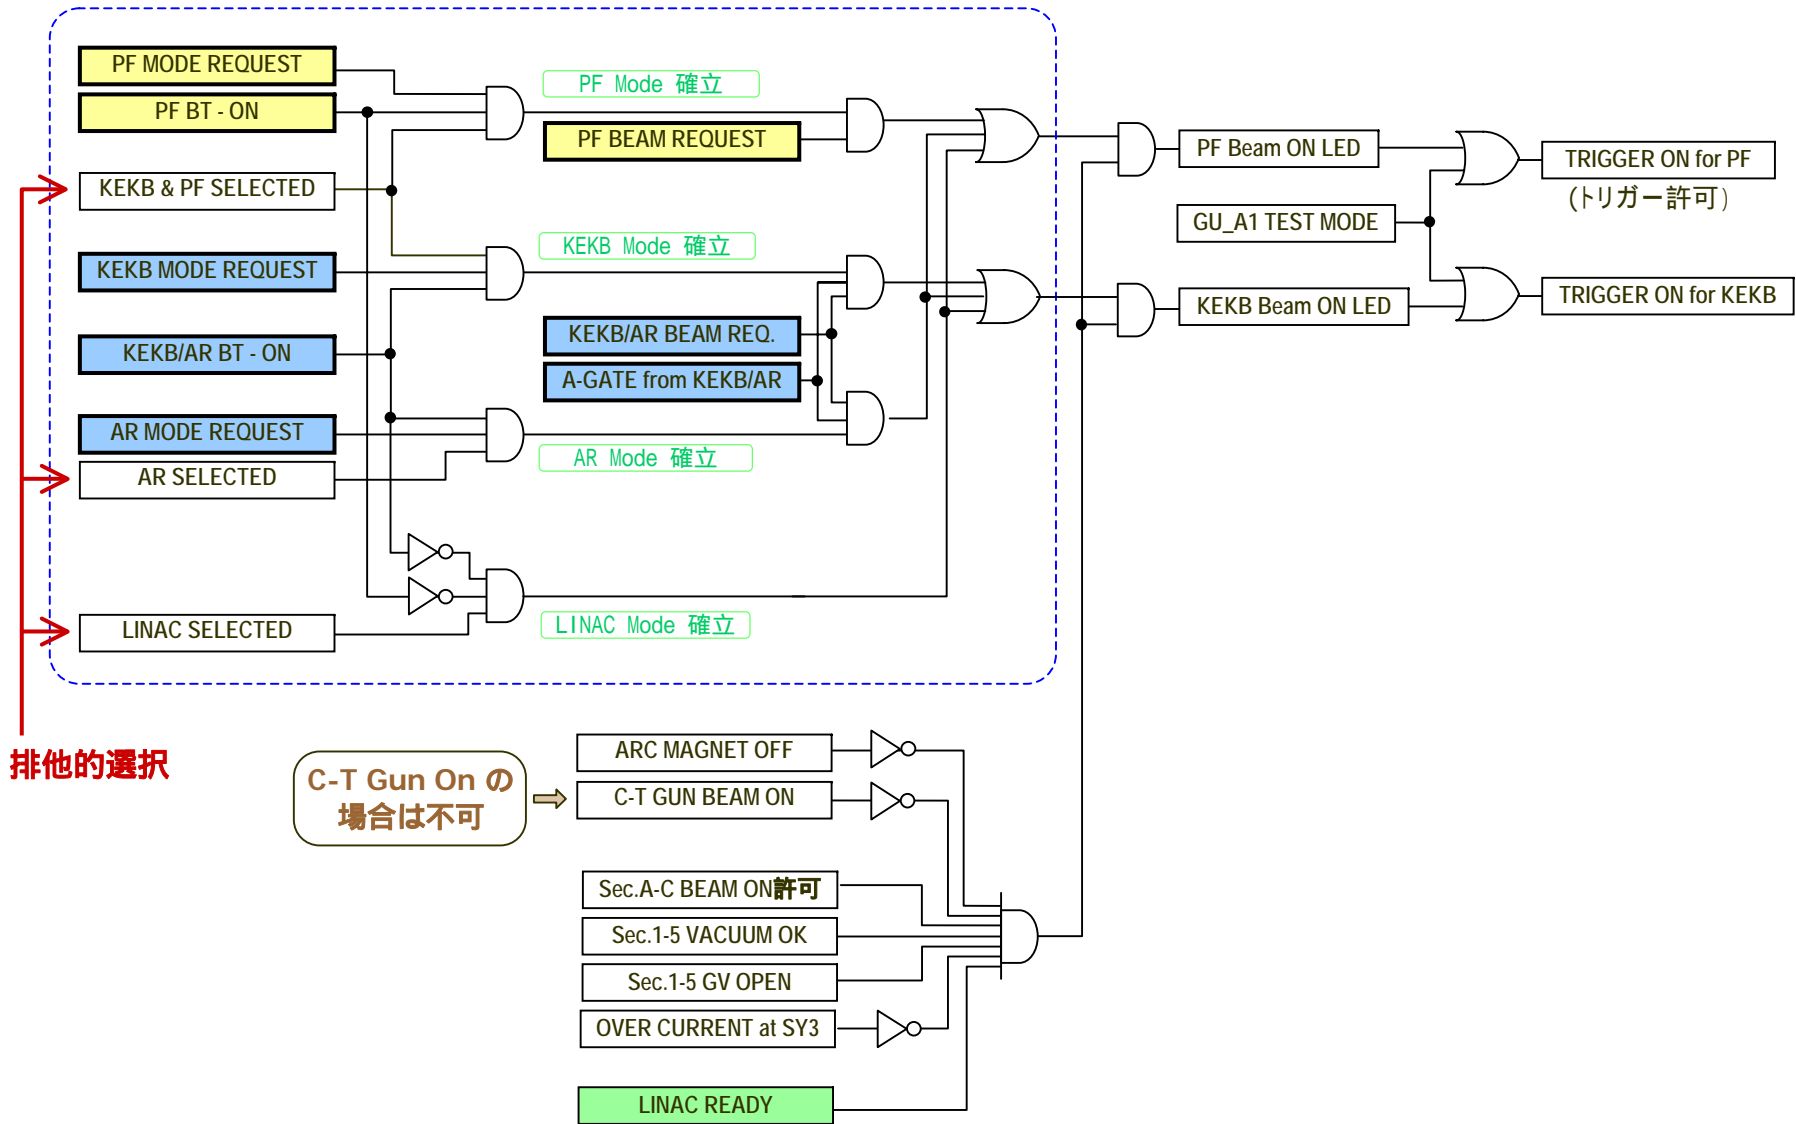 PF MODE REQUEST
PF Mode 確立
PF BT - ON
PF BEAM REQUEST
PF Beam ON LED
TRIGGER ON for PF
(トリガー許可)
KEKB & PF SELECTED
GU_A1 TEST MODE
KEKB Mode 確立
KEKB MODE REQUEST
KEKB Beam ON LED
TRIGGER ON for KEKB
KEKB/AR BEAM REQ.
KEKB/AR BT - ON
A-GATE from KEKB/AR
AR MODE REQUEST
AR Mode 確立
AR SELECTED
LINAC SELECTED
LINAC Mode 確立
排他的選択
ARC MAGNET OFF
C-T Gun On の
場合は不可
C-T GUN BEAM ON
Sec.A-C BEAM ON許可
Sec.1-5 VACUUM OK
Sec.1-5 GV OPEN
OVER CURRENT at SY3
LINAC READY